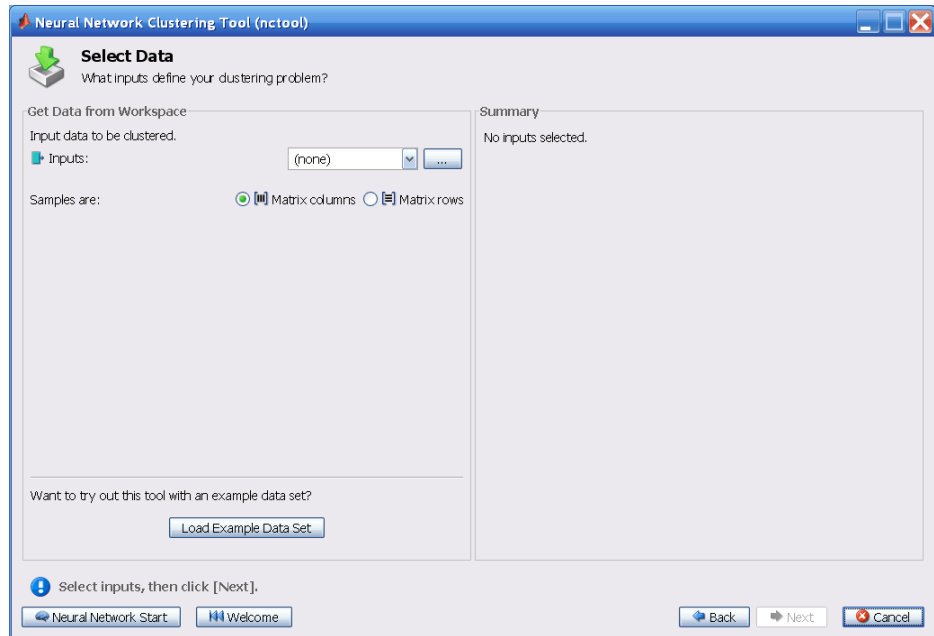 Neural Network Clustering Tool (nctool)
Select Data
What inputs define your clustering problem?
Get Data from Workspace
Input data to be clustered.
Inputs: (none) ...
Samples are: Matrix columns Matrix rows
Want to try out this tool with an example data set?
Load Example Data Set
Summary
No inputs selected.
Select inputs, then click [Next].
Neural Network Start Welcome Back Next Cancel